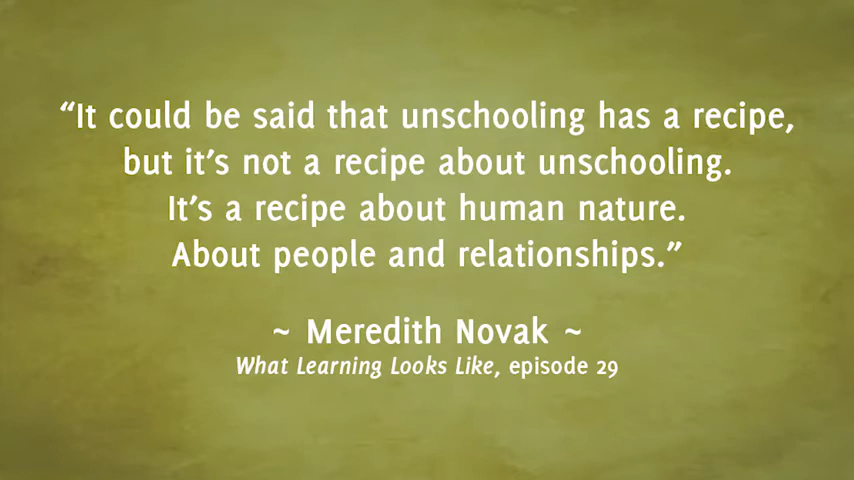 “It could be said that unschooling has a recipe,
but it’s not a recipe about unschooling.
It’s a recipe about human nature.
About people and relationships.”
~ Meredith Novak ~
What Learning Looks Like, episode 29